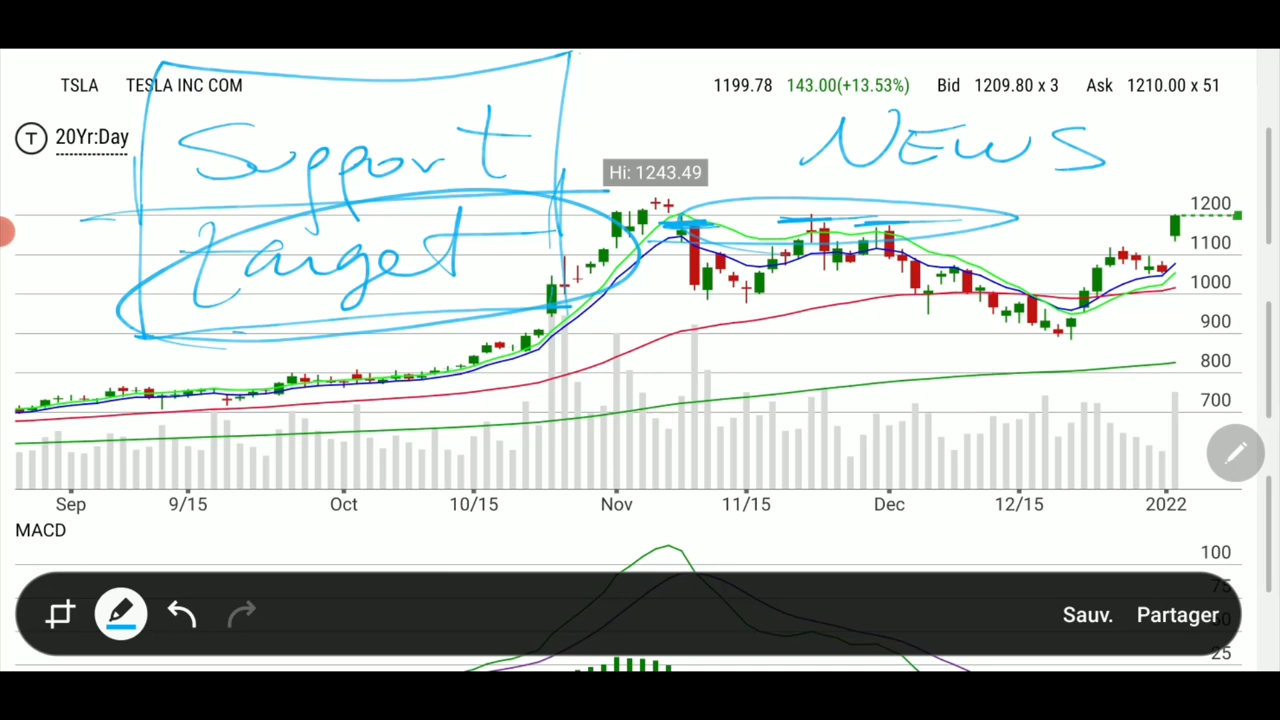 TSLA TESLA INC COM 1199.78 143.00(+13.53%) Bid 1209.80 x 3 Ask 1210.00 x 51
T 20Yr:Day
Support
NEWS
Hi: 1243.49
target
1200
1100
1000
900
800
700
Sep 9/15 Oct 10/15 Nov 11/15 Dec 12/15 2022
MACD
100
75
50
25
Sauv. Partager